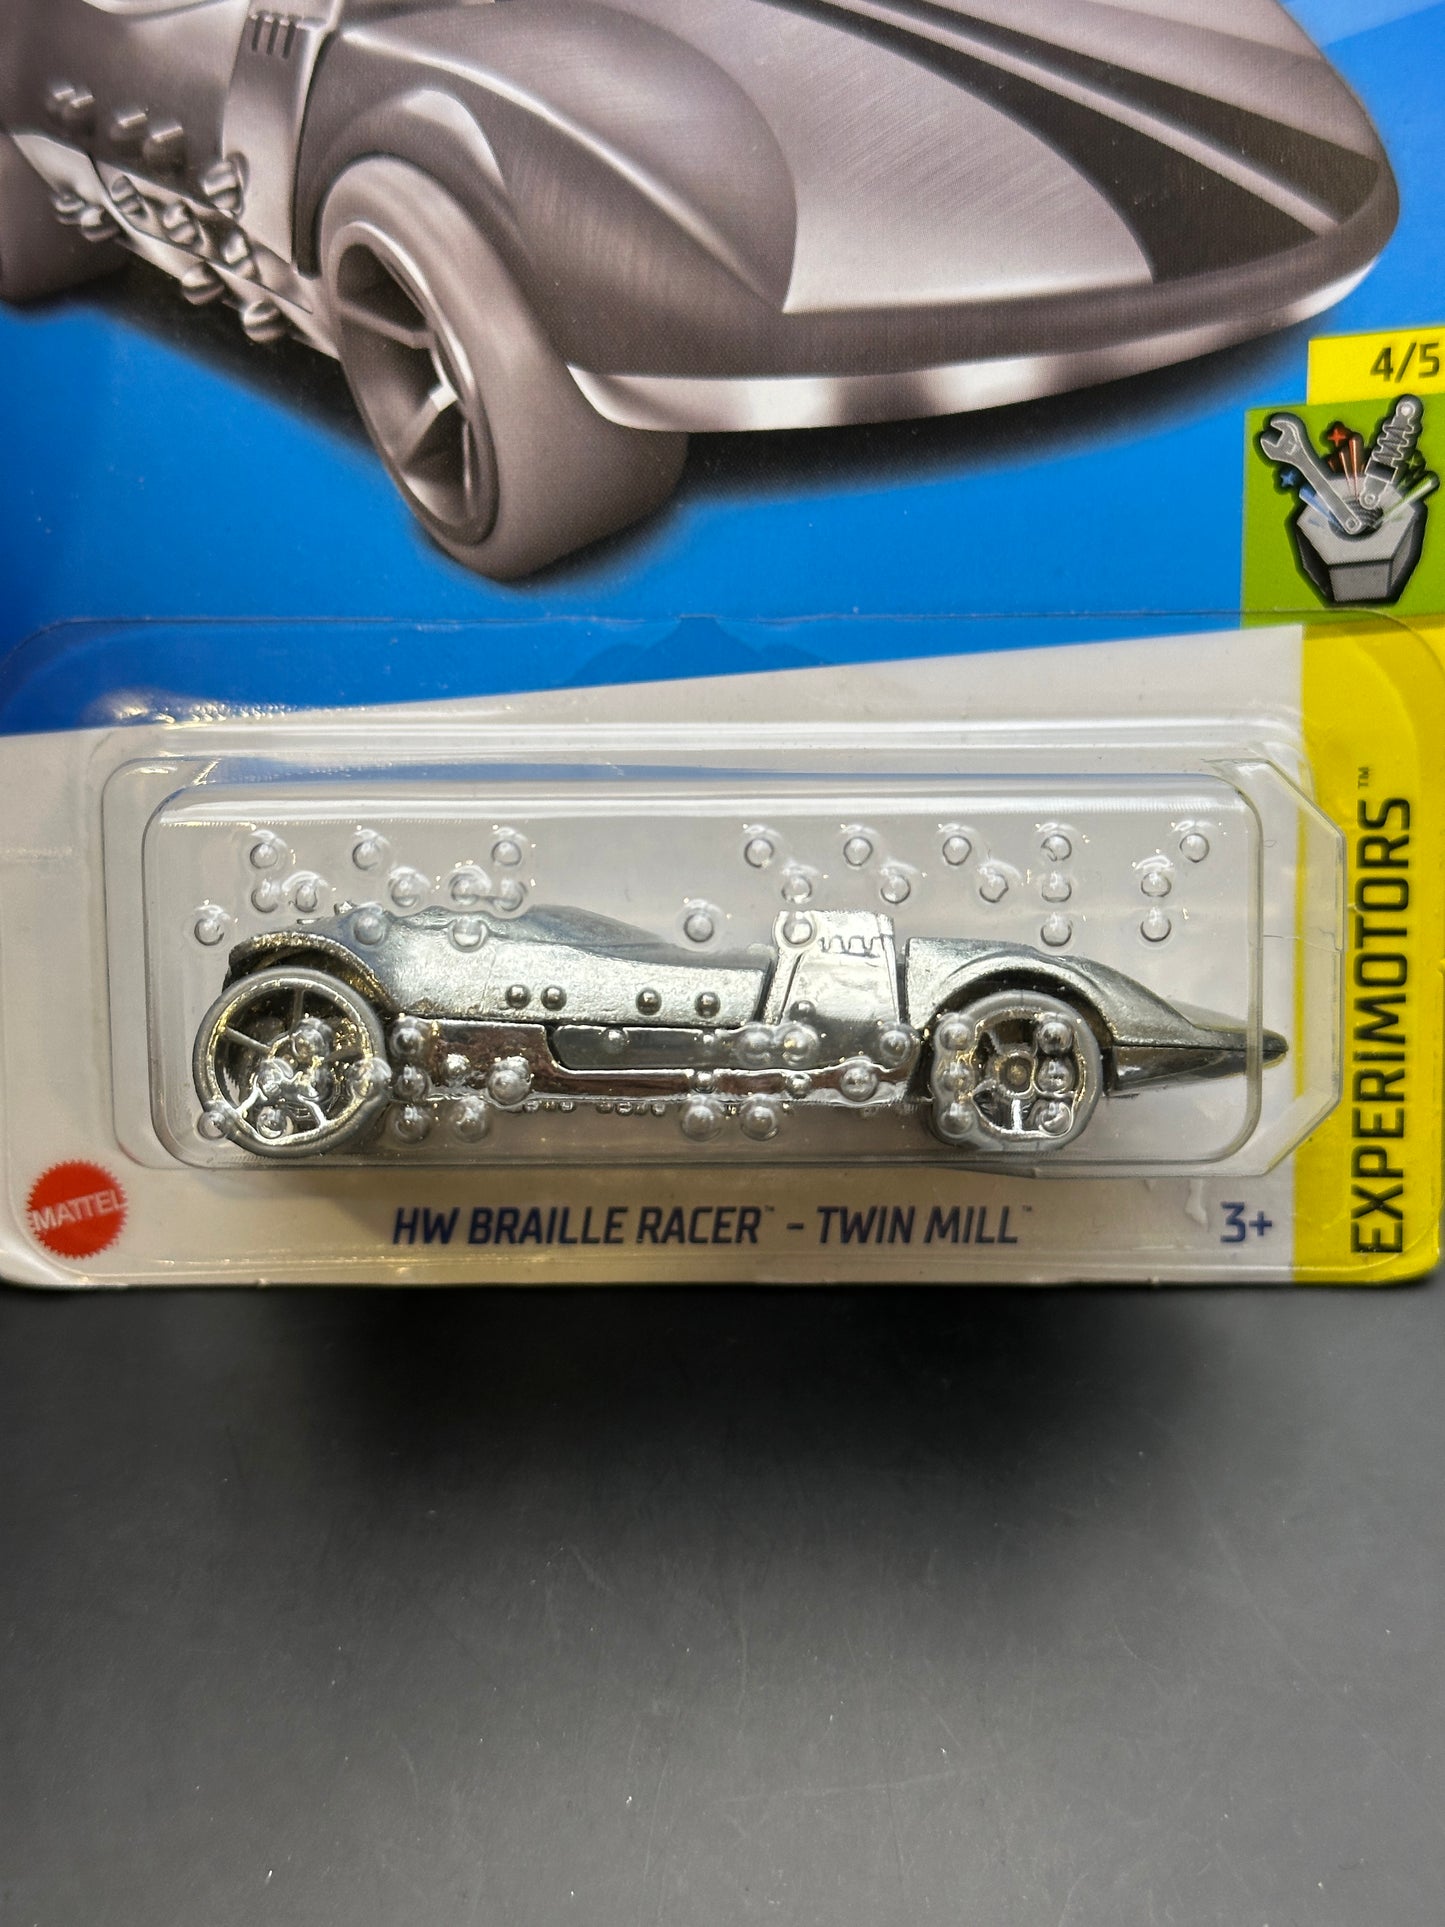 4/5
EXPERIMOTORS™
⠠⠓⠕⠞ ⠠⠱⠑⠑⠇⠎
⠠⠞⠺⠔ ⠠⠍⠊⠇⠇
MATTEL
HW BRAILLE RACER™ – TWIN MILL™
3+